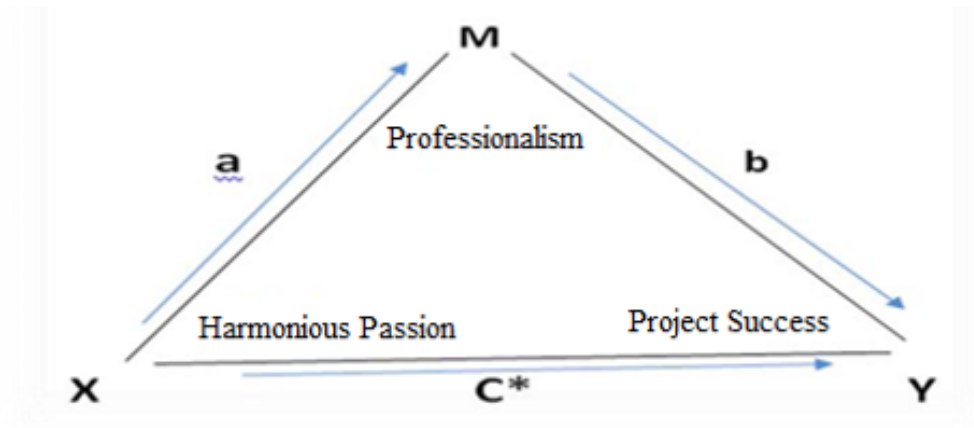 M
Professionalism
a
b
Harmonious Passion
Project Success
X
C*
Y